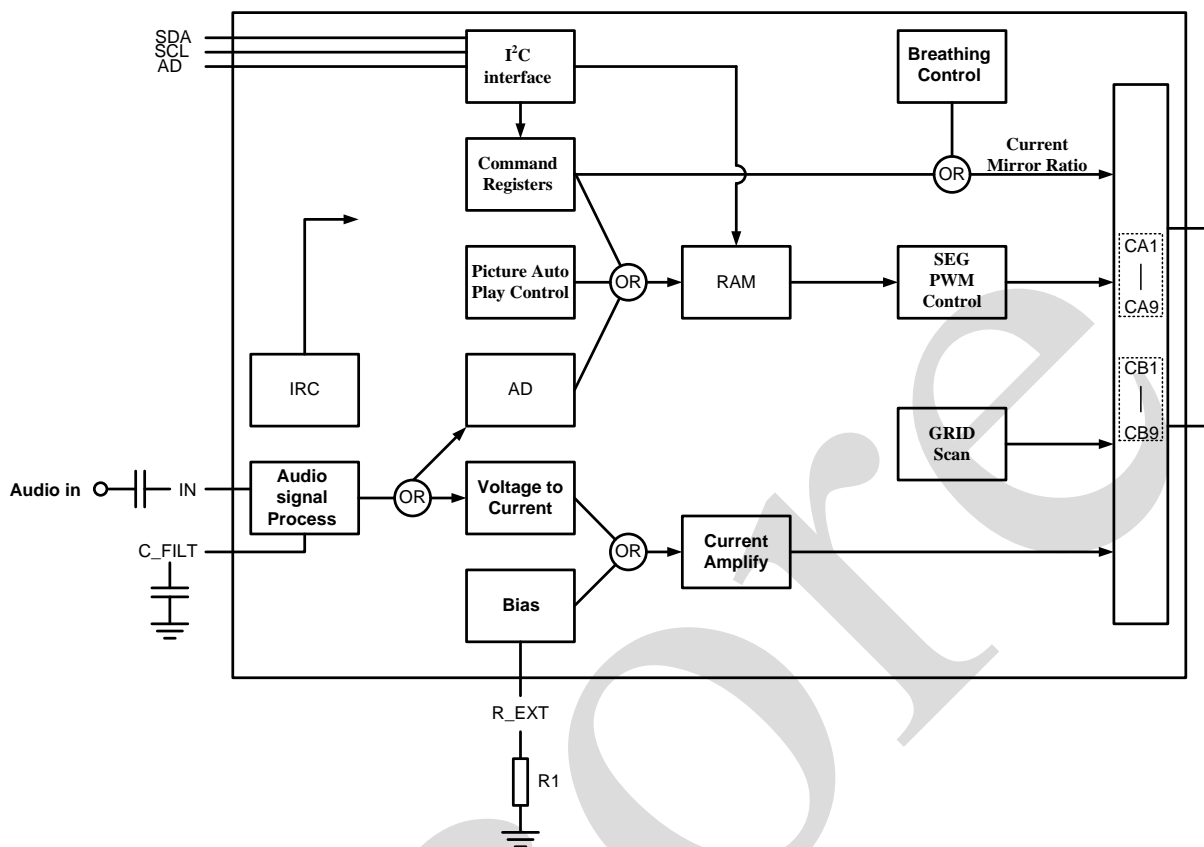 SDA
SCL
AD
I²C
interface
Breathing
Control
Command
Registers
OR
Current
Mirror Ratio
Picture Auto
Play Control
OR
RAM
SEG
PWM
Control
CA1
CA9
IRC
AD
CB1
CB9
GRID
Scan
Audio in
IN
Audio
signal
Process
OR
Voltage to
Current
C_FILT
OR
Current
Amplify
Bias
R_EXT
R1
ore